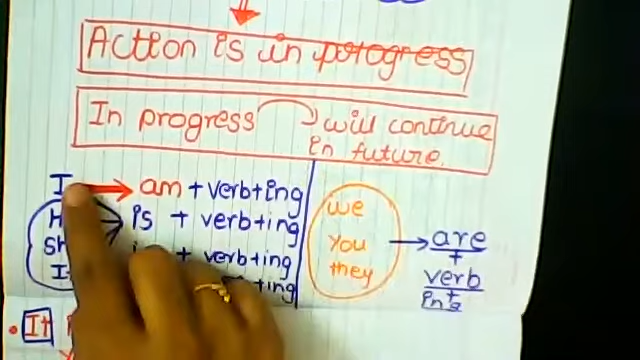 Action is in progress
In progress will continue
in future.
I am + verb+ing
is + verb+ing
+ verb+ing
we
you
they
are
+
verb
+
ing
It